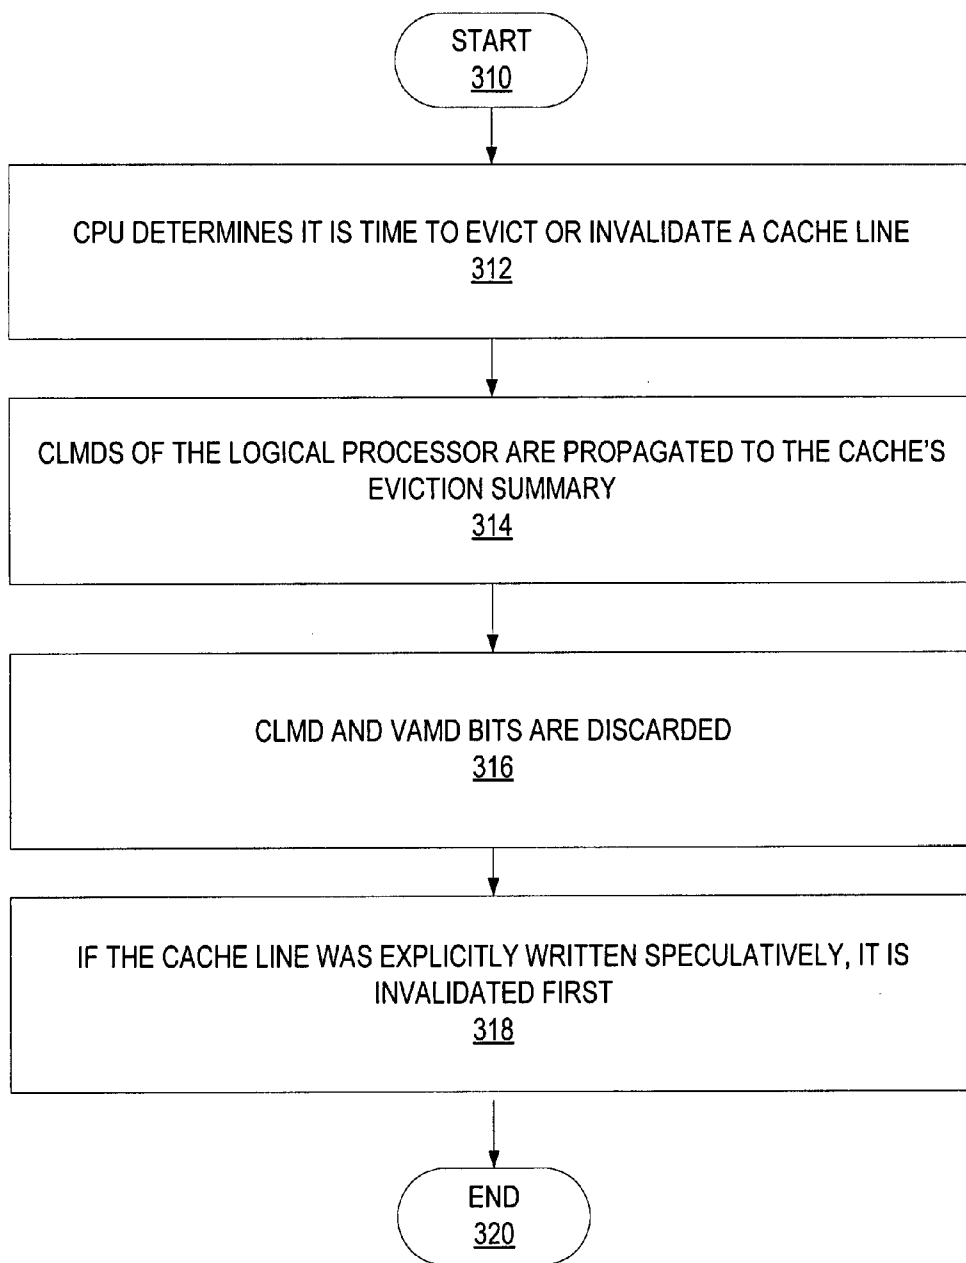 START
310
CPU DETERMINES IT IS TIME TO EVICT OR INVALIDATE A CACHE LINE
312
CLMDS OF THE LOGICAL PROCESSOR ARE PROPAGATED TO THE CACHE'S
EVICTION SUMMARY
314
CLMD AND VAMD BITS ARE DISCARDED
316
IF THE CACHE LINE WAS EXPLICITLY WRITTEN SPECULATIVELY, IT IS
INVALIDATED FIRST
318
END
320